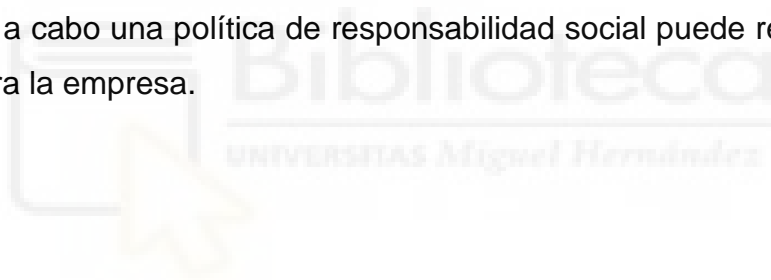 a cabo una política de responsabilidad social puede re
ra la empresa.
Biblioteca
UNIVERSITAS Miguel Hernández